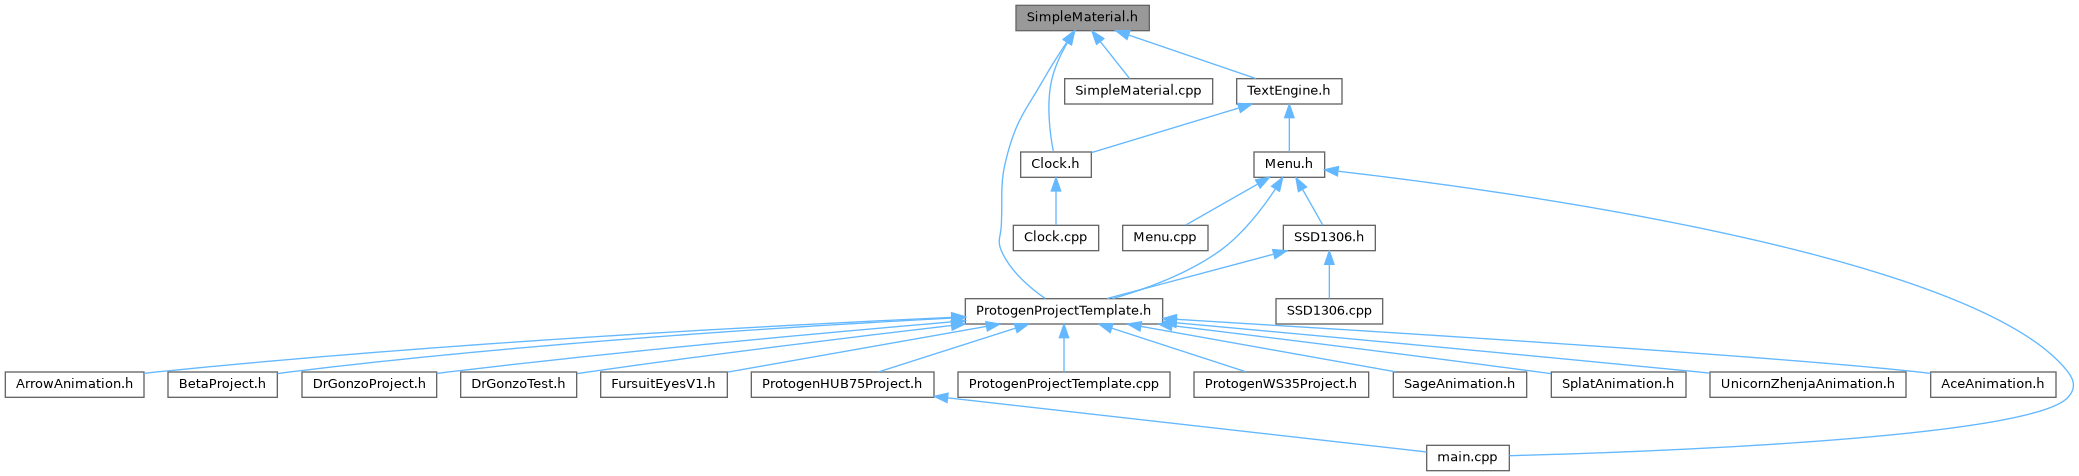 SimpleMaterial.h
SimpleMaterial.cpp
TextEngine.h
Clock.h
Menu.h
Clock.cpp
Menu.cpp
SSD1306.h
ProtogenProjectTemplate.h
SSD1306.cpp
ArrowAnimation.h
BetaProject.h
DrGonzoProject.h
DrGonzoTest.h
FursuitEyesV1.h
ProtogenHUB75Project.h
ProtogenProjectTemplate.cpp
ProtogenWS35Project.h
SageAnimation.h
SplatAnimation.h
UnicornZhenjaAnimation.h
AceAnimation.h
main.cpp